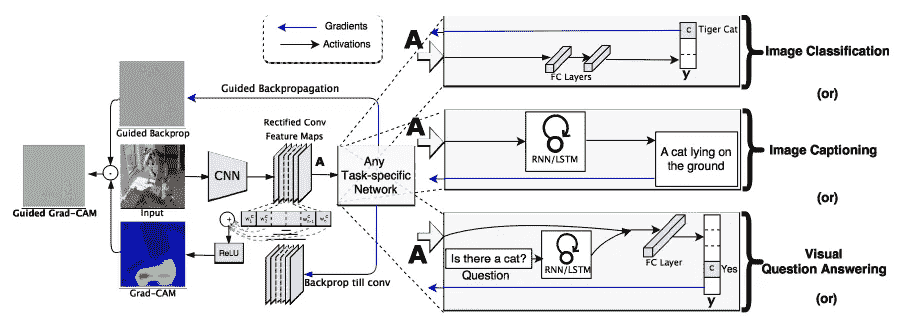 Gradients
Activations
A
Tiger Cat
c
FC Layers
y
Image Classification
(or)
Guided Backpropagation
Guided Backprop
Rectified Conv
Feature Maps
A
CNN
Any
Task-specific
Network
Guided Grad-CAM
Input
ReLU
Grad-CAM
Backprop till conv
A
RNN/LSTM
A cat lying on
the ground
Image Captioning
(or)
A
Is there a cat?
Question
RNN/LSTM
FC Layer
c
Yes
y
Visual
Question Answering
(or)